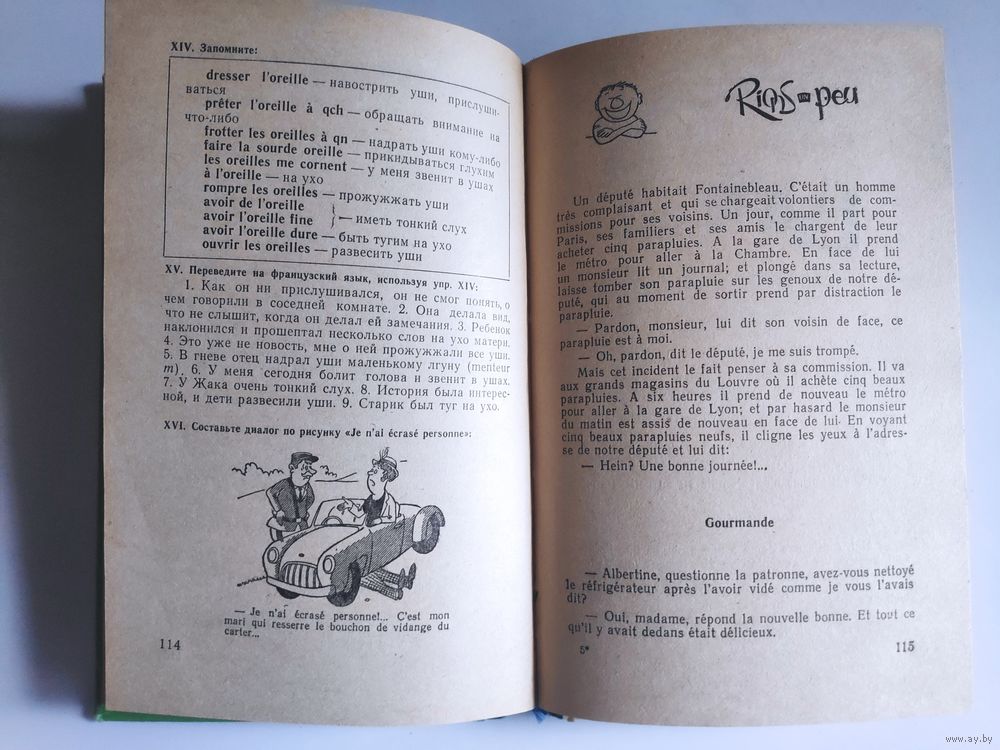 XIV. Запомните:
dresser l'oreille — навострить уши, прислуши-
ваться
prêter l'oreille à qch — обращать внимание на
что-либо
frotter les oreilles à qn — надрать уши кому-либо
faire la sourde oreille — прикидываться глухим
les oreilles me cornent — у меня звенит в ушах
à l'oreille — на ухо
rompre les oreilles — прожужжать уши
avoir de l'oreille
avoir l'oreille fine } — иметь тонкий слух
avoir l'oreille dure — быть тугим на ухо
ouvrir les oreilles — развесить уши
XV. Переведите на французский язык, используя упр. XIV:
1. Как он ни прислушивался, он не смог понять, о
чем говорили в соседней комнате. 2. Она делала вид,
что не слышит, когда он делал ей замечания. 3. Ребенок
наклонился и прошептал несколько слов на ухо матери.
4. Это уже не новость, мне о ней прожужжали все уши.
5. В гневе отец надрал уши маленькому лгуну (menteur
m). 6. У меня сегодня болит голова и звенит в ушах.
7. У Жака очень тонкий слух. 8. История была интерес-
ной, и дети развесили уши. 9. Старик был туг на ухо.
XVI. Составьте диалог по рисунку «Je n'ai écrasé personne»:
— Je n'ai écrasé personne!... C'est mon
mari qui resserre le bouchon de vidange du
carter...
114
Rions un peu
Un député habitait Fontainebleau. C'était un homme
très complaisant et qui se chargeait volontiers de com-
missions pour ses voisins. Un jour, comme il part pour
Paris, ses familiers et ses amis le chargent de leur
acheter cinq parapluies. A la gare de Lyon il prend
le métro pour aller à la Chambre. En face de lui
un monsieur lit un journal; et plongé dans sa lecture,
laisse tomber son parapluie sur les genoux de notre dé-
puté, qui au moment de sortir prend par distraction le
parapluie.
— Pardon, monsieur, lui dit son voisin de face, ce
parapluie est à moi.
— Oh, pardon, dit le député, je me suis trompé.
Mais cet incident le fait penser à sa commission. Il va
aux grands magasins du Louvre où il achète cinq beaux
parapluies. A six heures il prend de nouveau le métro
pour aller à la gare de Lyon; et par hasard le monsieur
du matin est assis de nouveau en face de lui. En voyant
cinq beaux parapluies neufs, il cligne les yeux à l'adres-
se de notre député et lui dit:
— Hein? Une bonne journée!...
Gourmande
— Albertine, questionne la patronne, avez-vous nettoyé
le réfrigérateur après l'avoir vidé comme je vous l'avais
dit?
— Oui, madame, répond la nouvelle bonne. Et tout ce
qu'il y avait dedans était délicieux.
5*
115
www.ay.by